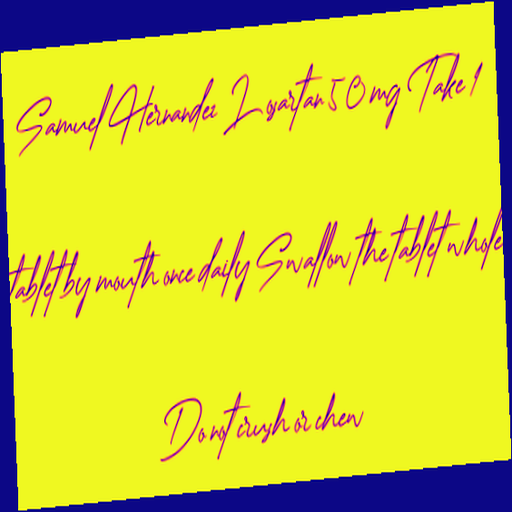 Samuel Hernandez Losartan 50 mg Take 1
tablet by mouth once daily Swallow the tablet whole
Do not crush or chew